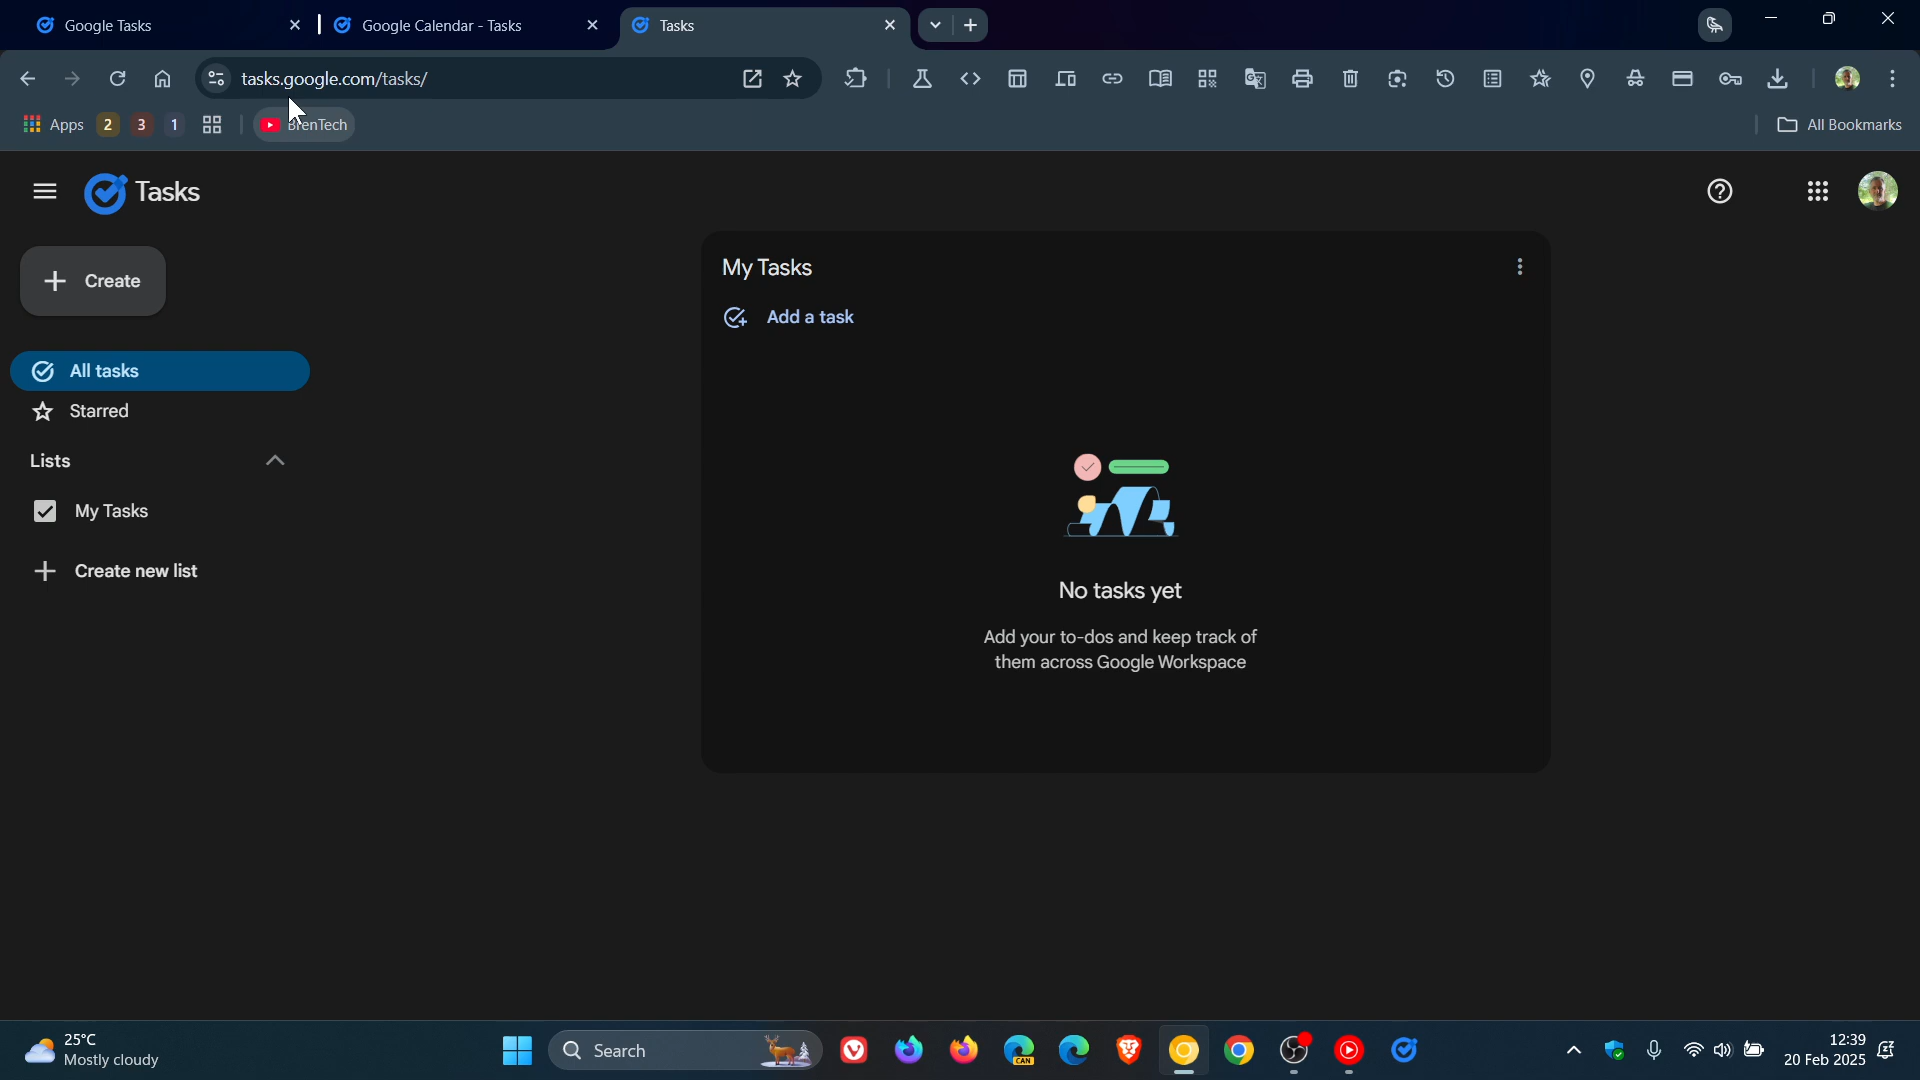 Google Tasks
Google Calendar - Tasks
Tasks
tasks.google.com/tasks/
Apps
2
3
1
BrenTech
All Bookmarks
Tasks
Create
All tasks
Starred
Lists
My Tasks
Create new list
My Tasks
Add a task
No tasks yet
Add your to-dos and keep track of
them across Google Workspace
25°C
Mostly cloudy
Search
CAN
12:39
20 Feb 2025